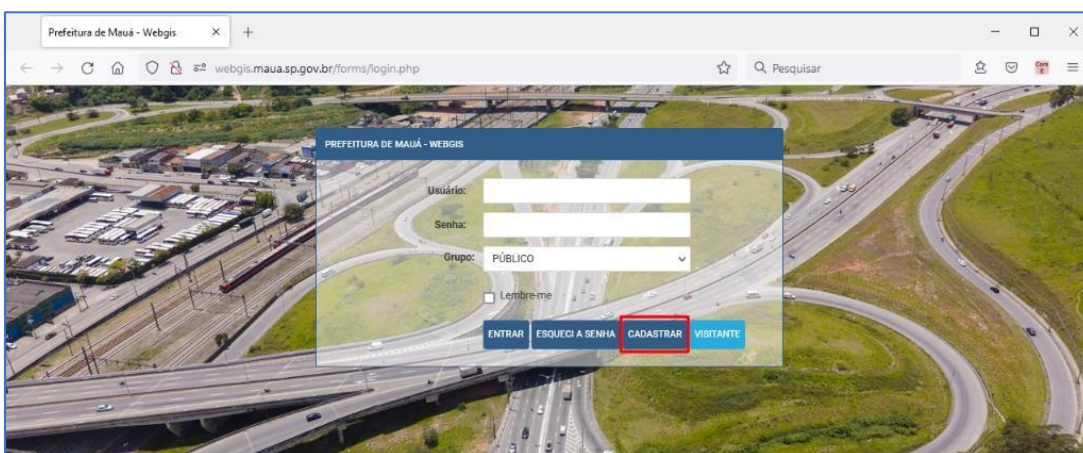 Prefeitura de Mauá - Webgis
webgis.maua.sp.gov.br/forms/login.php
Pesquisar
PREFEITURA DE MAUÁ - WEBGIS
Usuário:
Senha:
Grupo: PÚBLICO
Lembre-me
ENTRAR ESQUECI A SENHA CADASTRAR VISITANTE